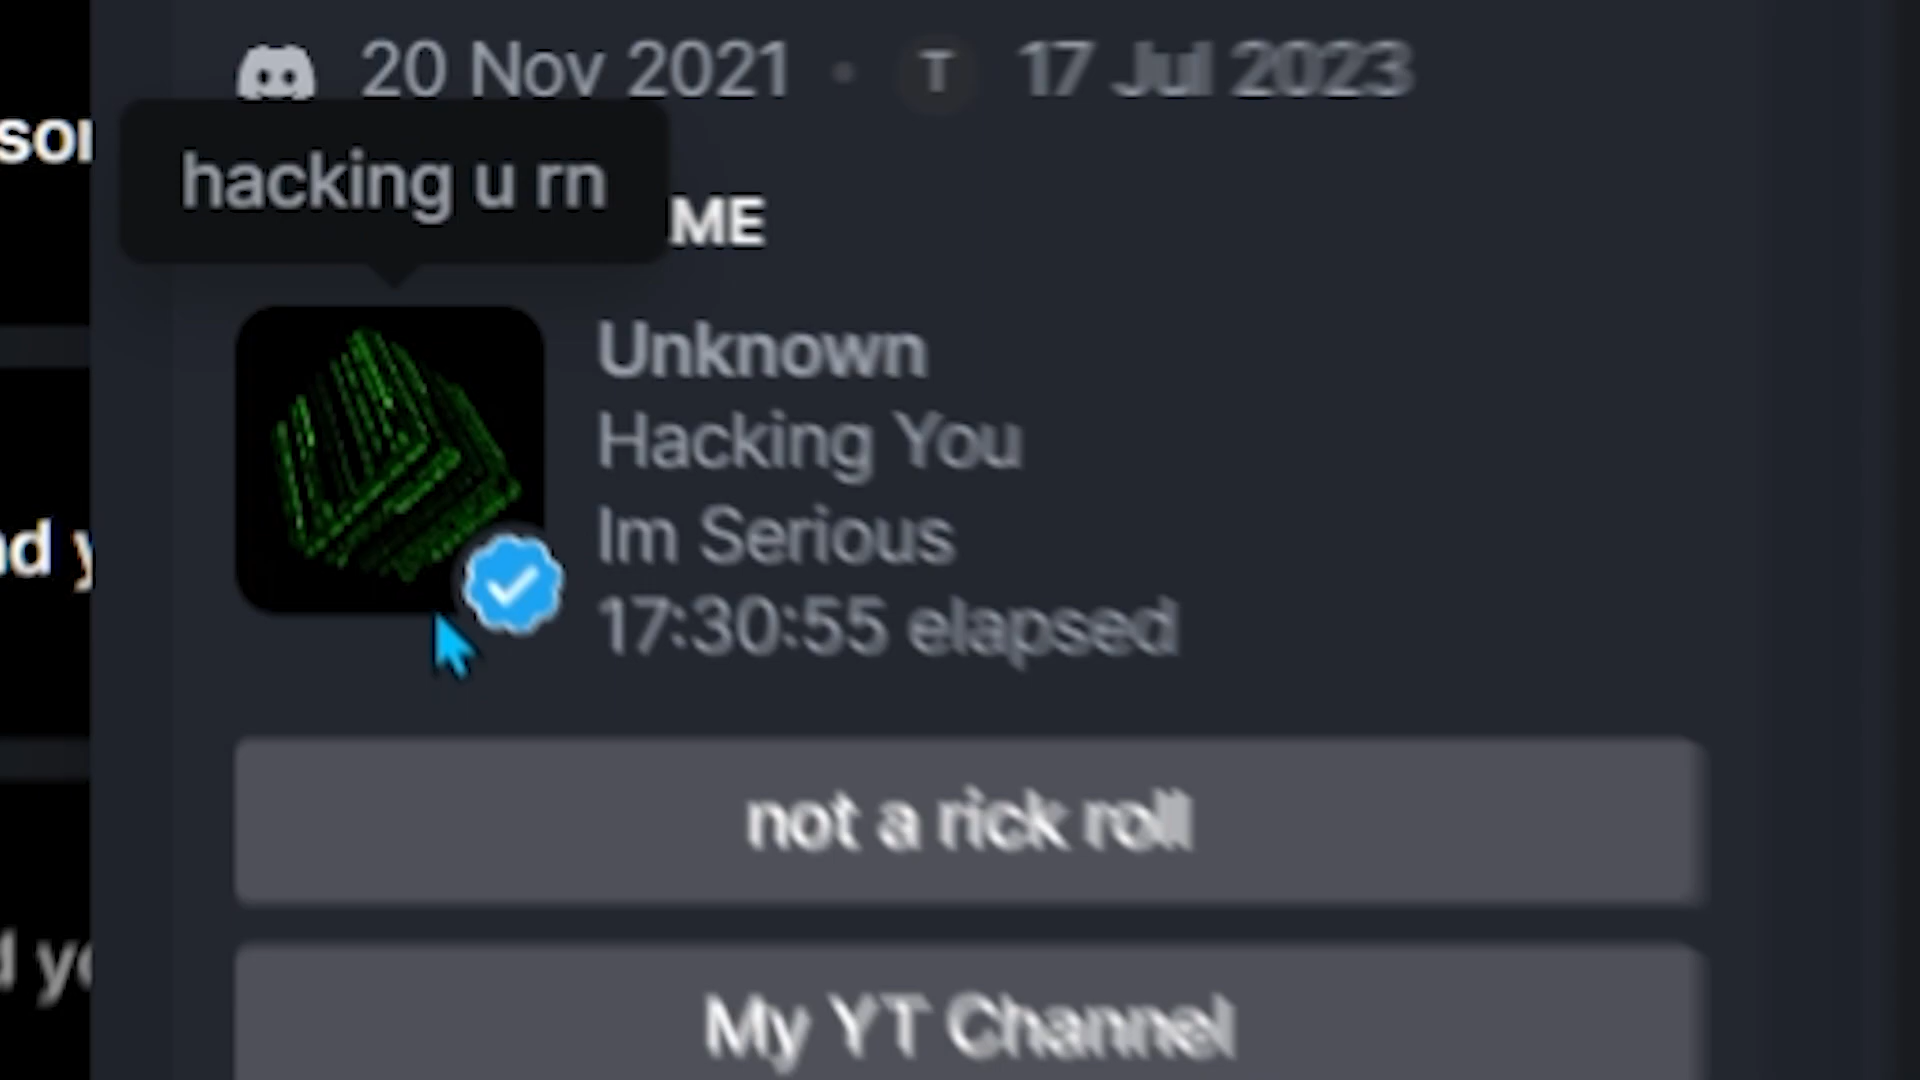 20 Nov 2021 • T 17 Jul 2023
hacking u rn
ME
Unknown
Hacking You
Im Serious
17:30:55 elapsed
not a rick roll
My YT Channel